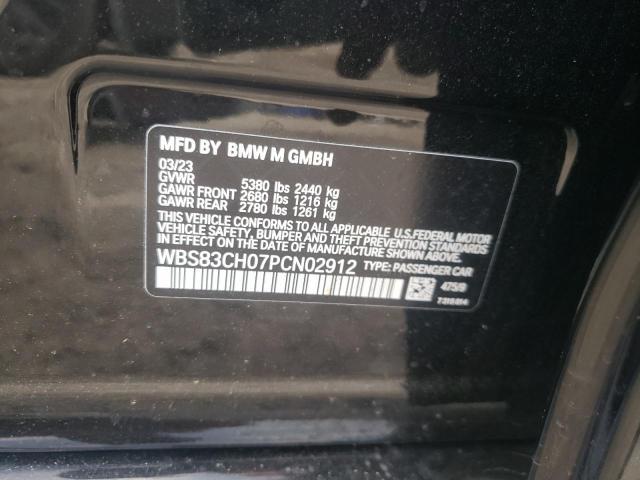 MFD BY BMW M GMBH
03/23
GVWR 5380 lbs 2440 kg
GAWR FRONT 2680 lbs 1216 kg
GAWR REAR 2780 lbs 1261 kg
THIS VEHICLE CONFORMS TO ALL APPLICABLE U.S.FEDERAL MOTOR
VEHICLE SAFETY, BUMPER AND THEFT PREVENTION STANDARDS
IN EFFECT ON THE DATE OF MANUFACTURE SHOWN ABOVE.
WBS83CH07PCN02912 TYPE: PASSENGER CAR
475/9